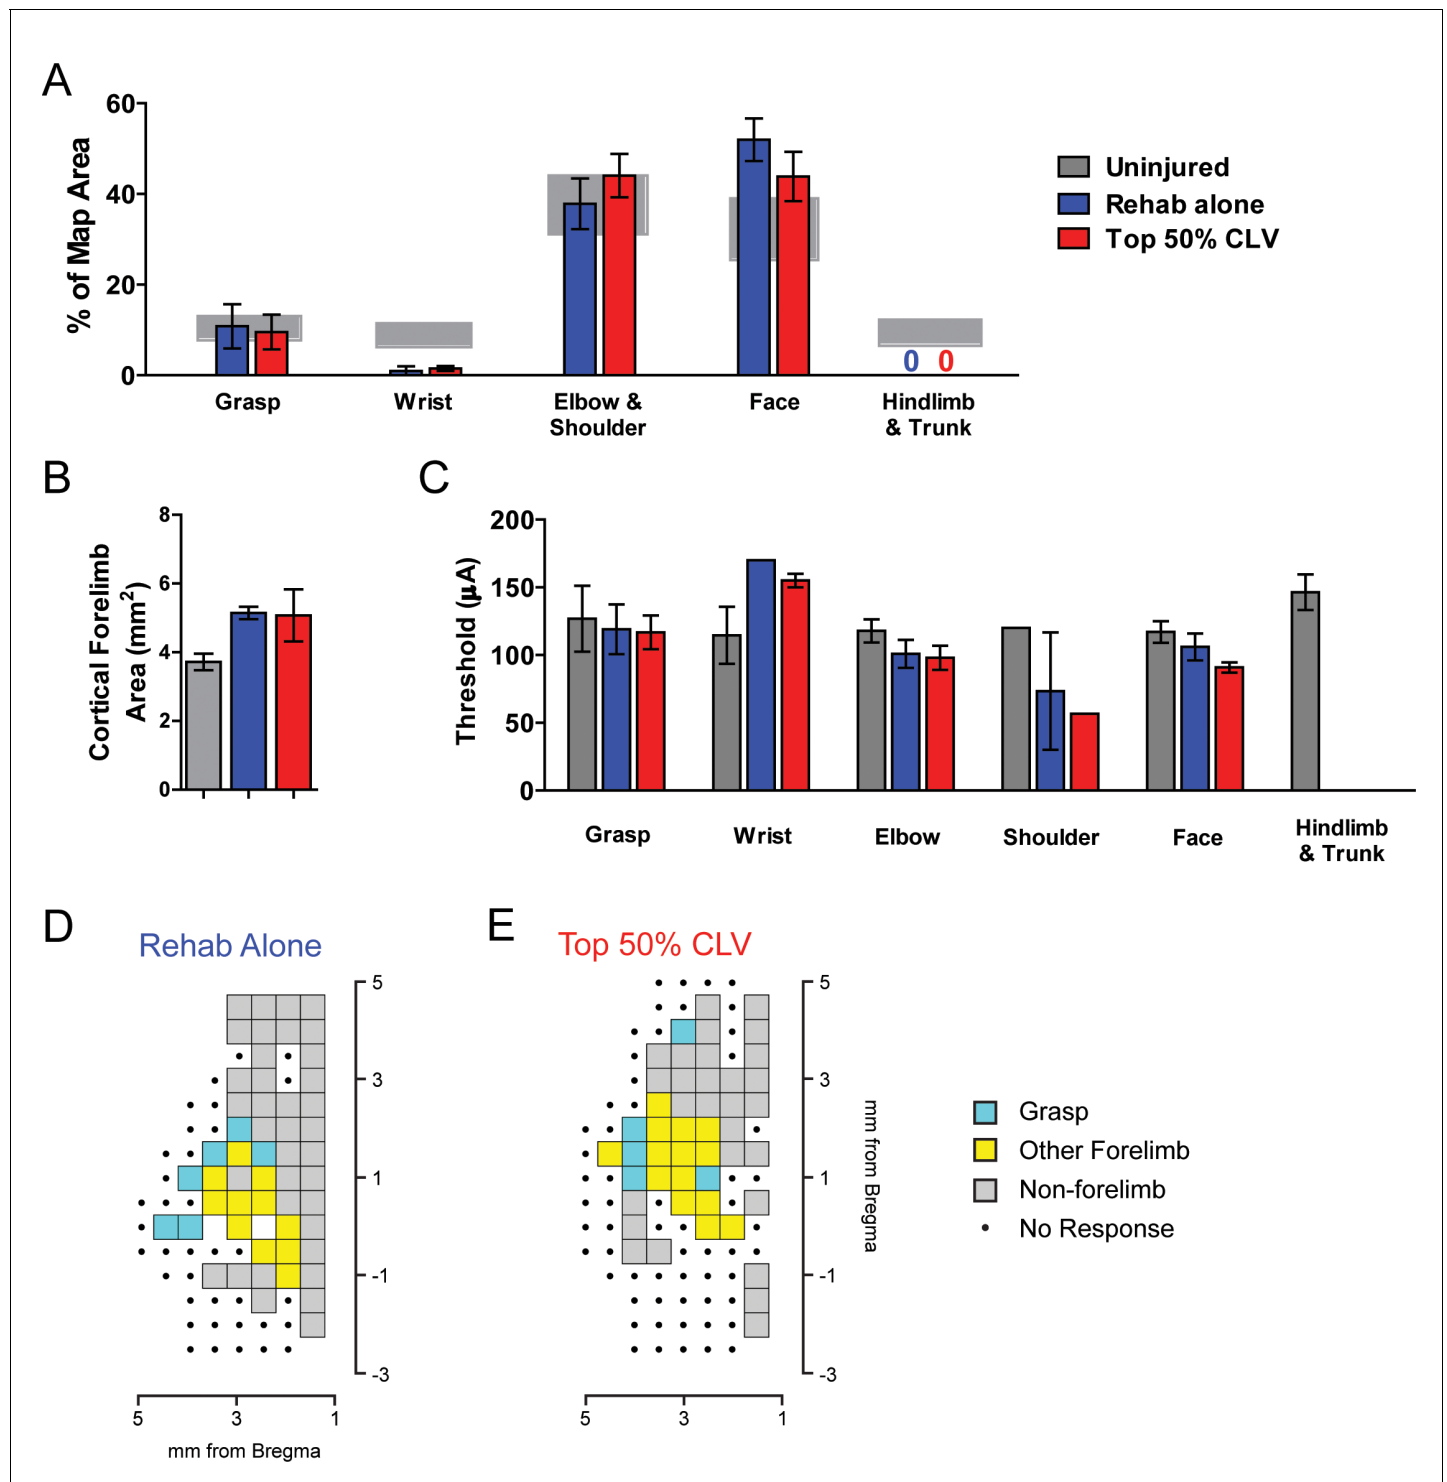 A
60
40
20
0
% of Map Area
0 0
Grasp
Wrist
Elbow &
Shoulder
Face
Hindlimb
& Trunk
Uninjured
Rehab alone
Top 50% CLV
B
8
6
4
2
0
Cortical Forelimb
Area (mm²)
C
200
150
100
50
0
Threshold (µA)
Grasp
Wrist
Elbow
Shoulder
Face
Hindlimb
& Trunk
D
Rehab Alone
5
3
1
-1
-3
5 3 1
mm from Bregma
E
Top 50% CLV
5
3
1
-1
-3
mm from Bregma
5 3 1
Grasp
Other Forelimb
Non-forelimb
No Response